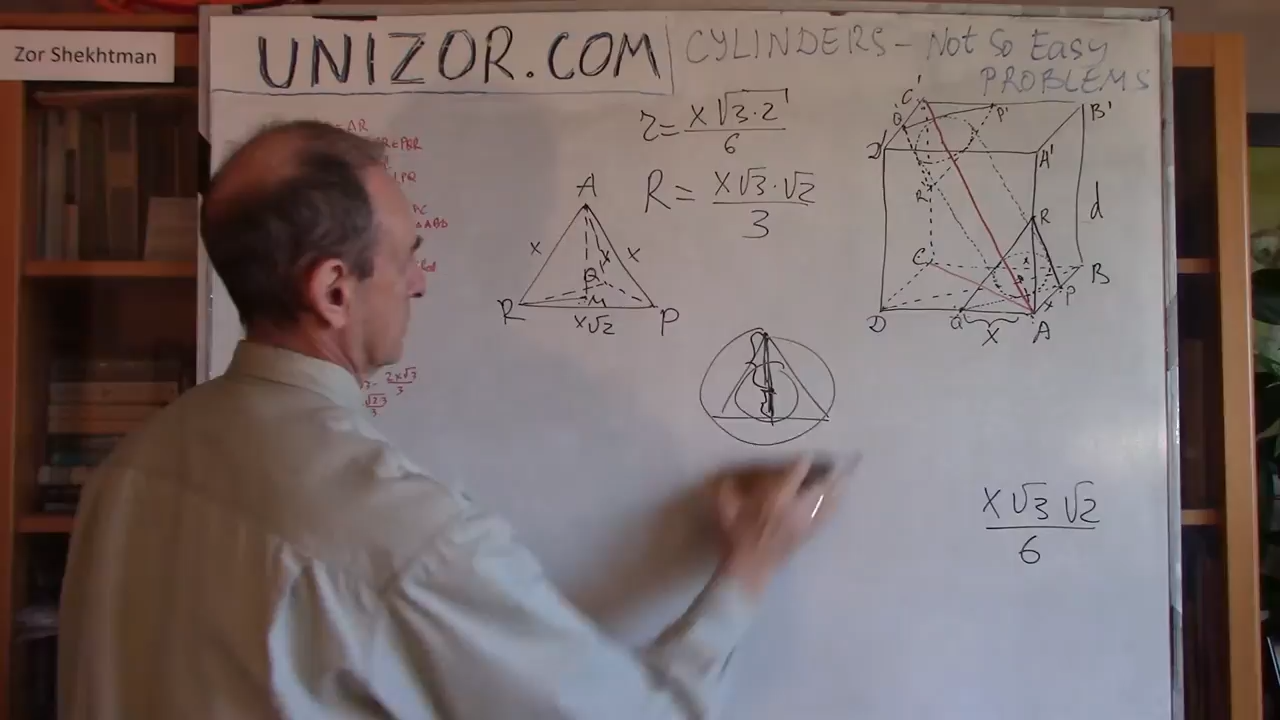 Zor Shekhtman
UNIZOR.COM
CYLINDERS - Not So Easy
PROBLEMS
r = x√3·2 / 6
R = x√3·√2 / 3
A
x
x
x
Q
M
R
P
x√2
C'
Q'
P'
B'
D'
A'
R'
R
d
C
B
P
x
D
Q
A
x
x√3 √2
6